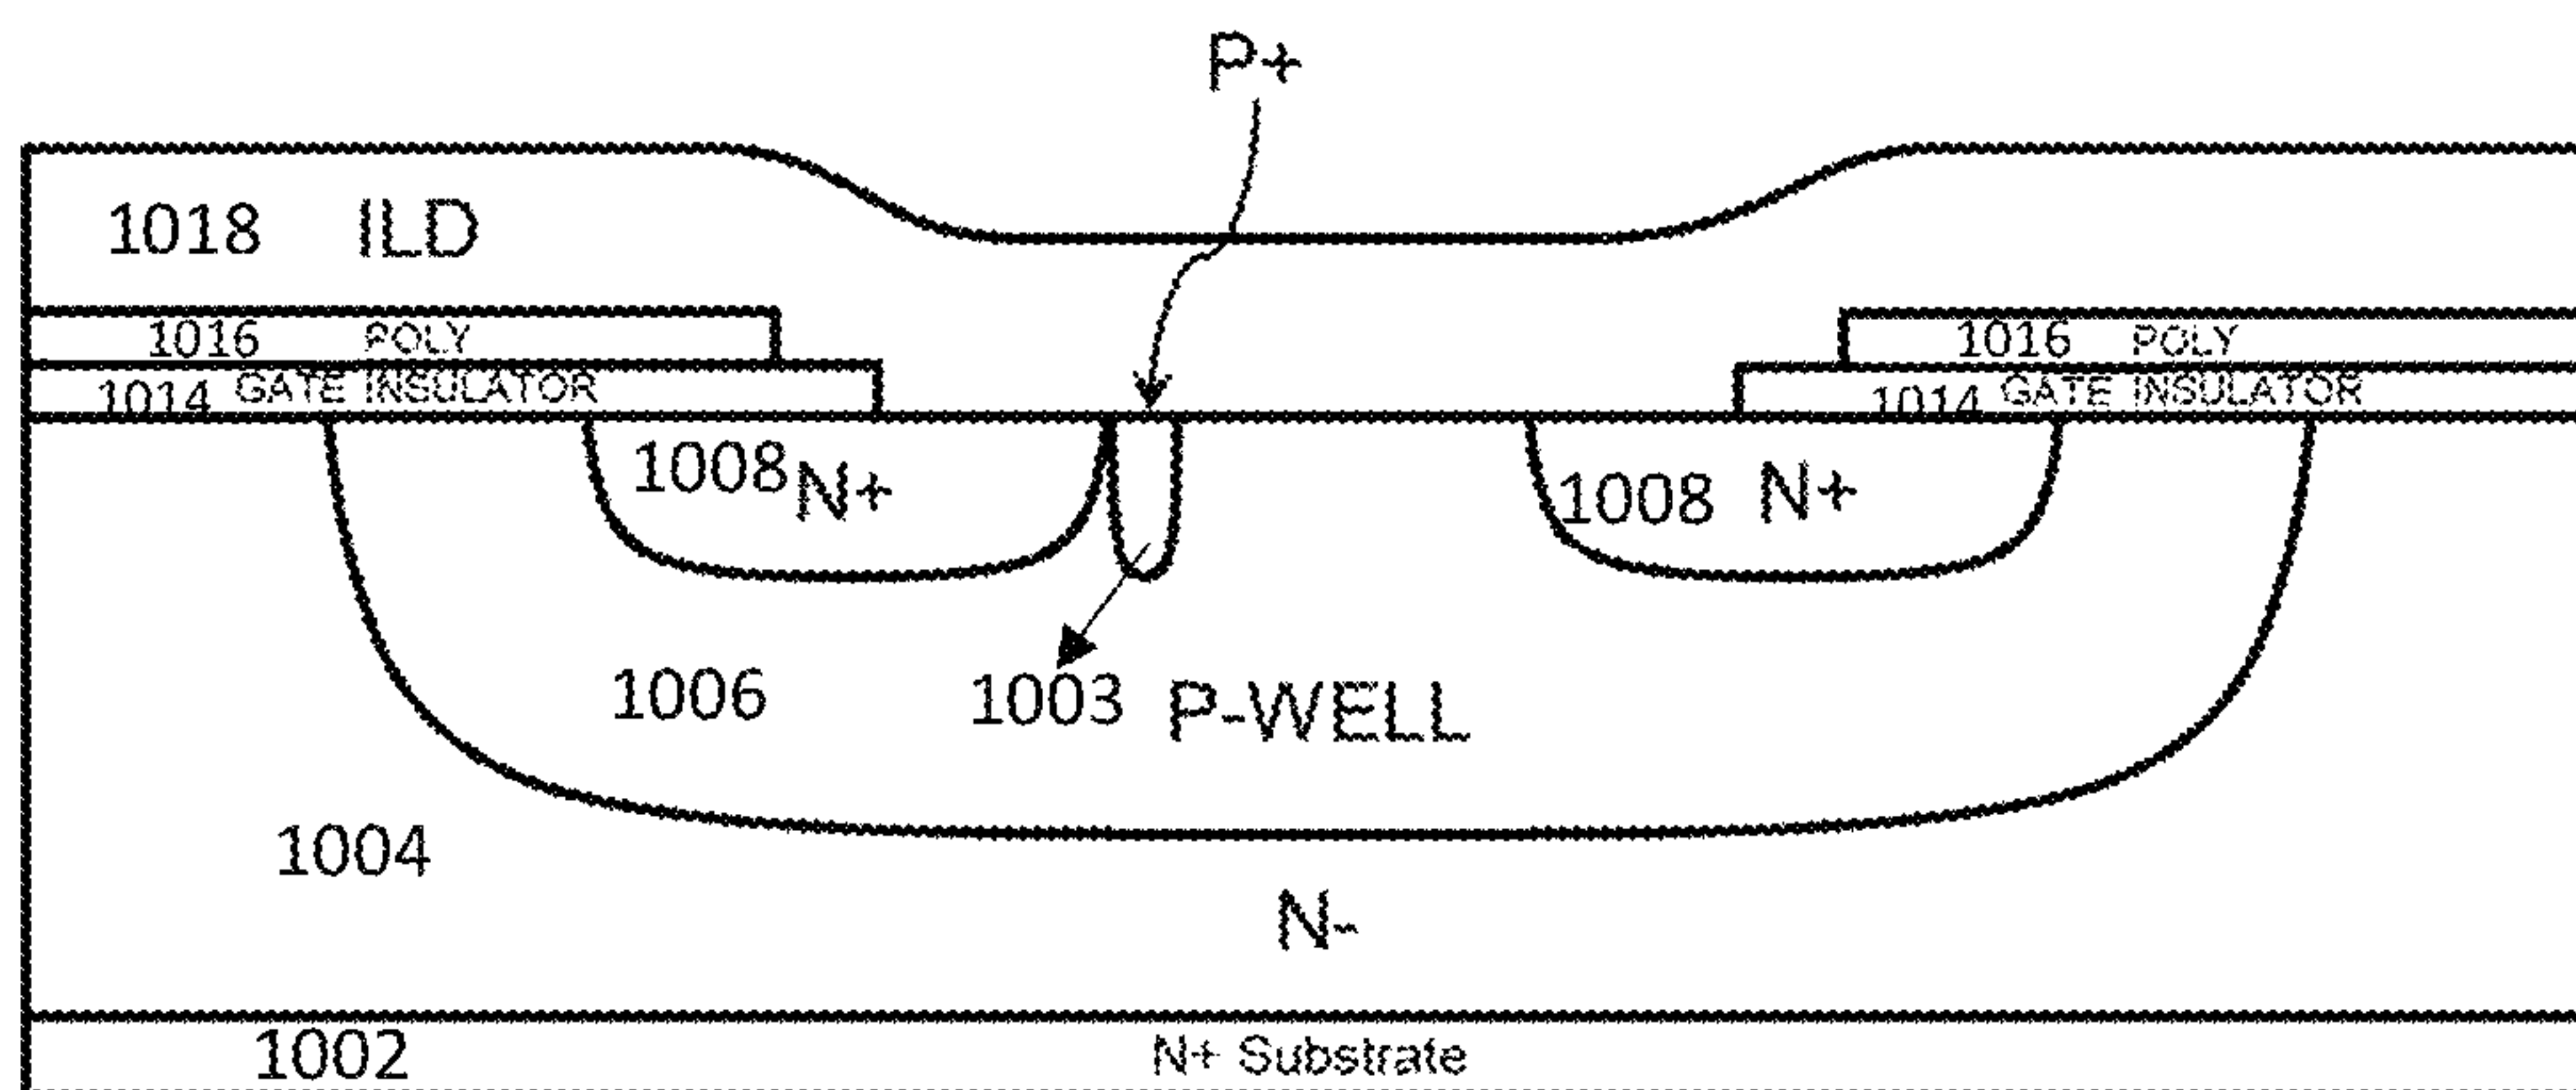 P+
1018 ILD
1016 POLY
1016 POLY
1014 GATE INSULATOR
1014 GATE INSULATOR
1008 N+
1008 N+
1006
1003
P-WELL
1004
N-
1002
N+ Substrate